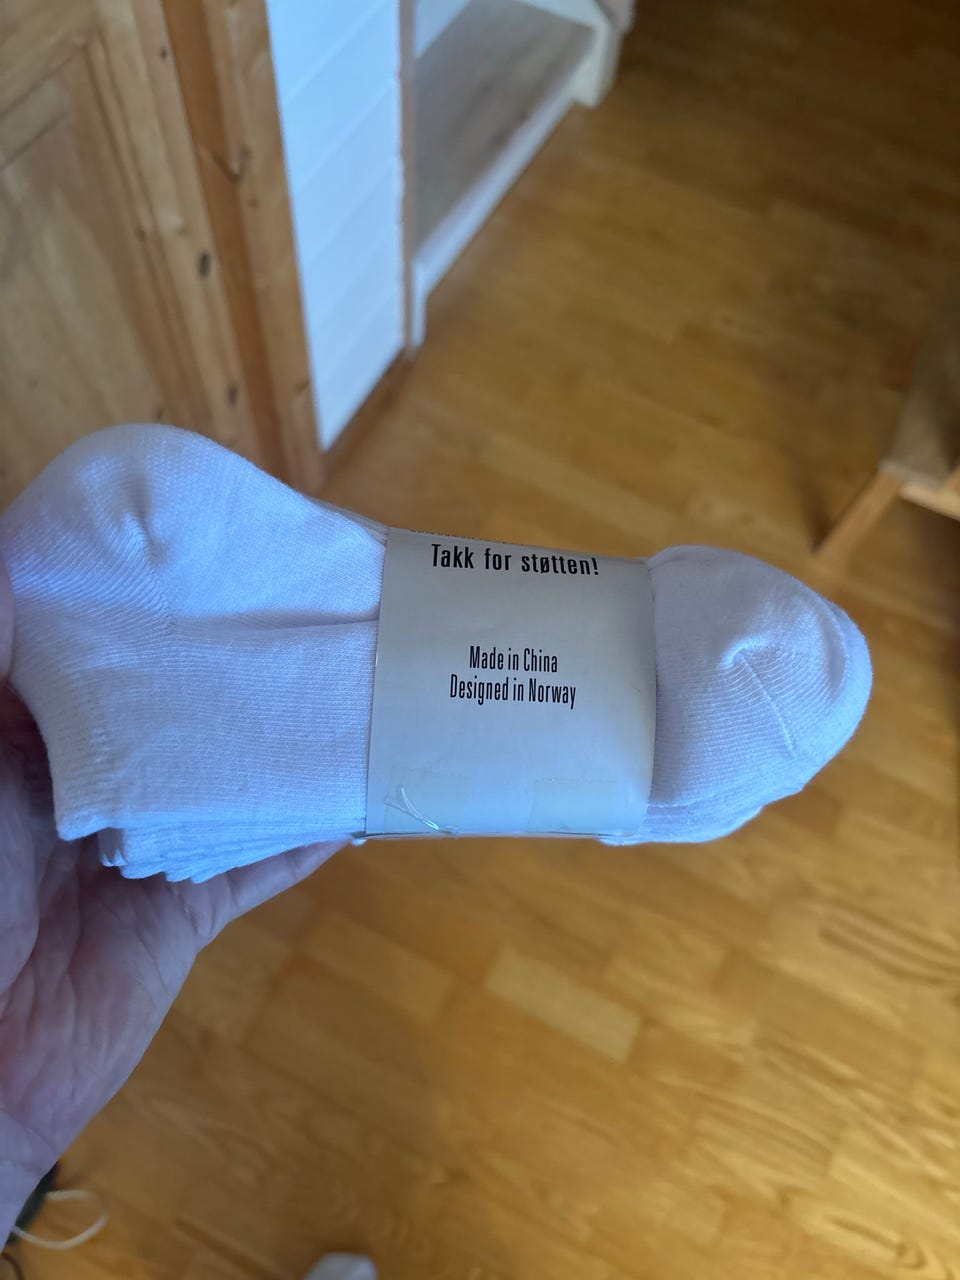 Takk for støtten!
Made in China
Designed in Norway